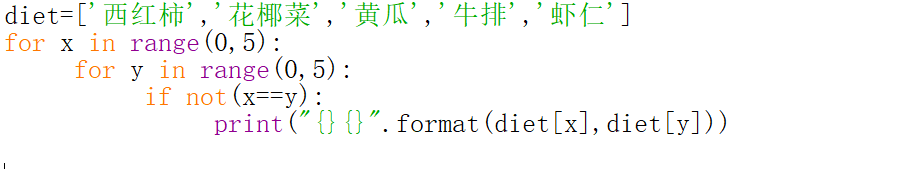 diet=['西红柿','花椰菜','黄瓜','牛排','虾仁']
for x in range(0,5):
    for y in range(0,5):
        if not(x==y):
            print("{}{}".format(diet[x],diet[y]))